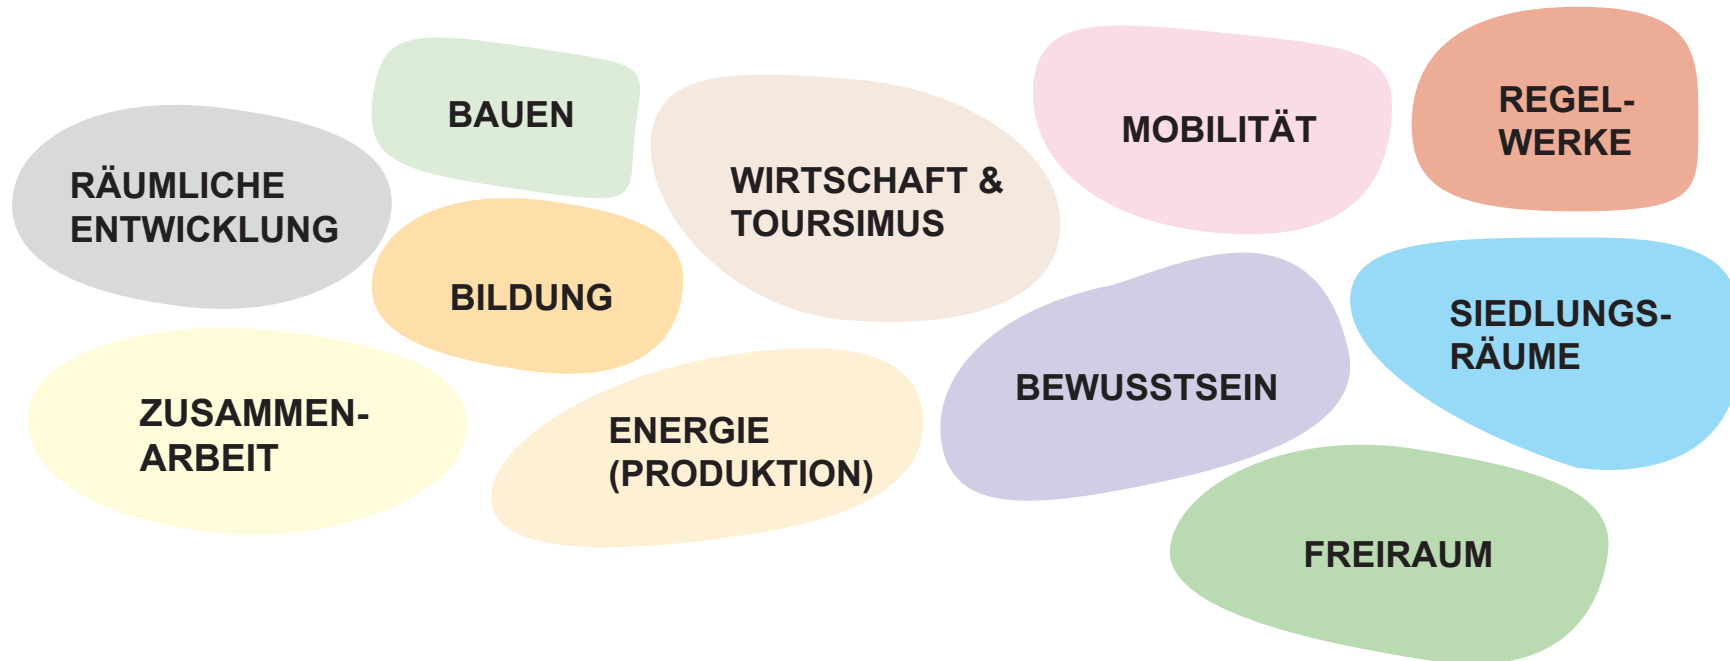 RÄUMLICHE
ENTWICKLUNG
BAUEN
BILDUNG
WIRTSCHAFT &
TOURSIMUS
MOBILITÄT
REGEL-
WERKE
ZUSAMMEN-
ARBEIT
ENERGIE
(PRODUKTION)
BEWUSSTSEIN
SIEDLUNGS-
RÄUME
FREIRAUM